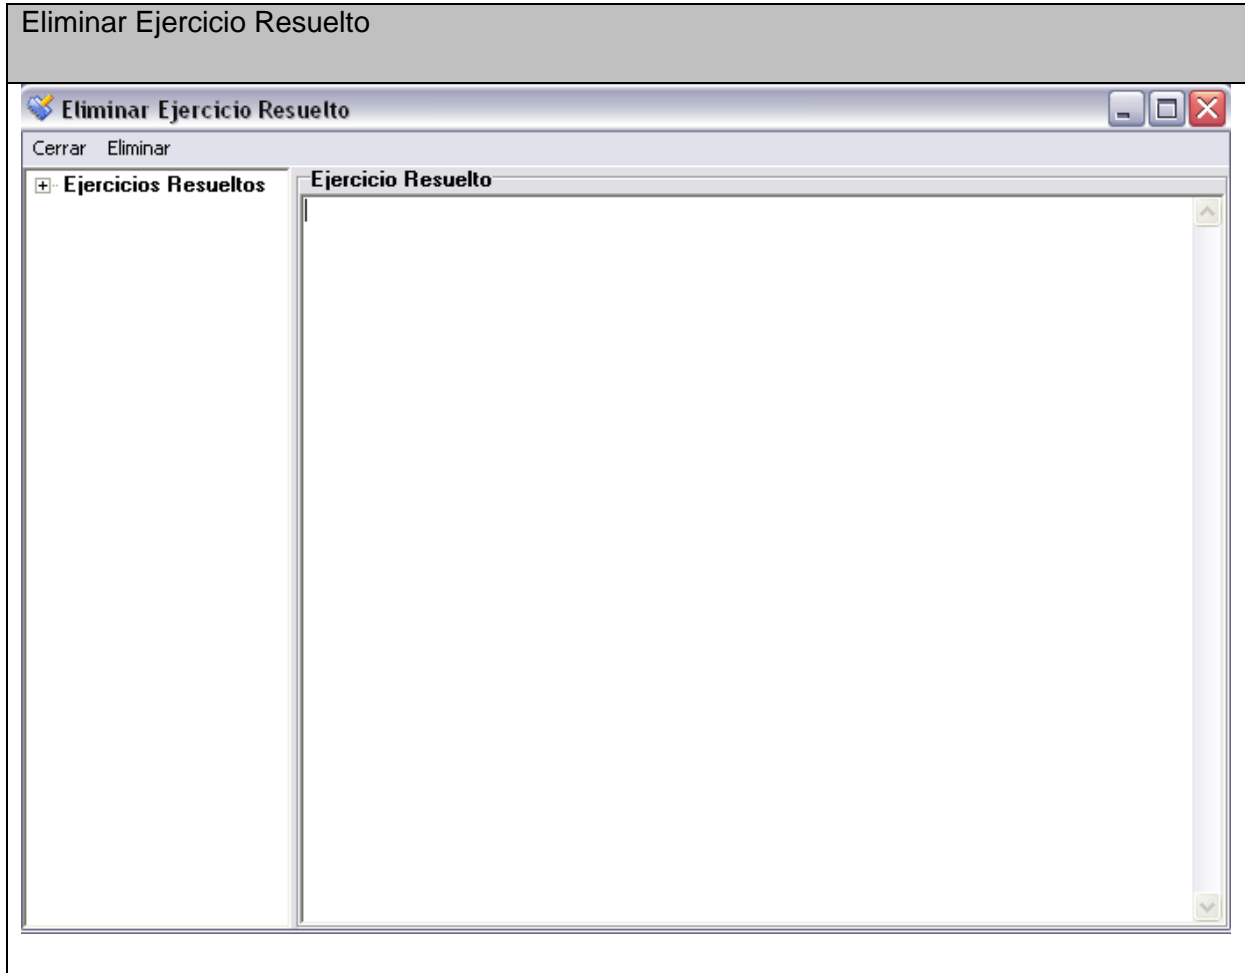 Eliminar Ejercicio Resuelto
Eliminar Ejercicio Resuelto
Cerrar Eliminar
Ejercicios Resueltos
Ejercicio Resuelto